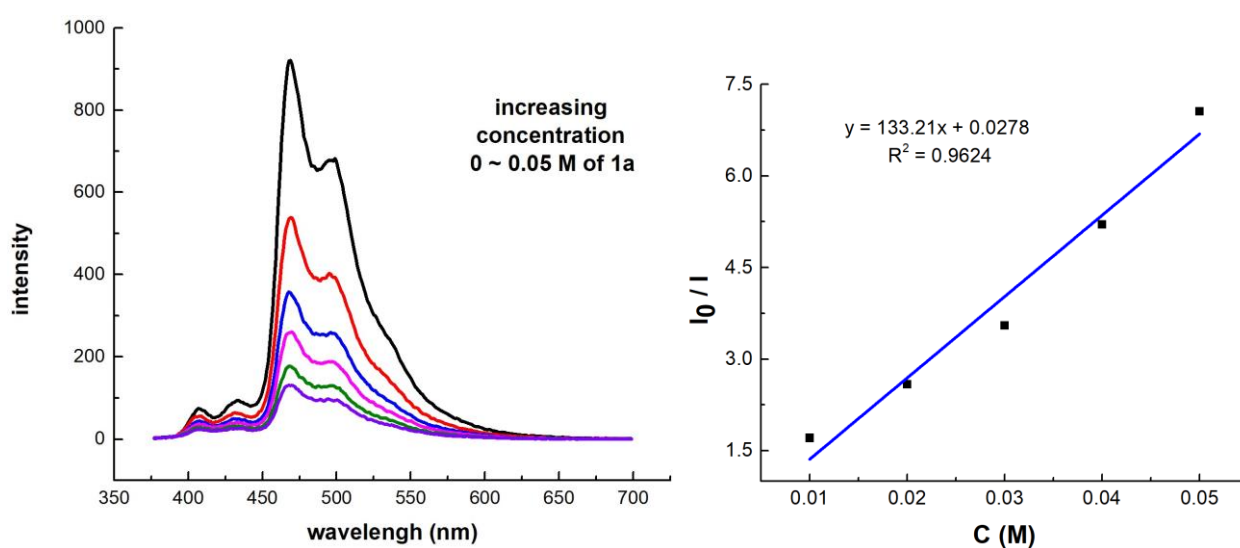 1000
800
600
400
200
0
350 400 450 500 550 600 650 700
intensity
wavelengh (nm)
increasing
concentration
0 ~ 0.05 M of 1a
7.5
6.0
4.5
3.0
1.5
0.01 0.02 0.03 0.04 0.05
I0 / I
C (M)
y = 133.21x + 0.0278
R² = 0.9624